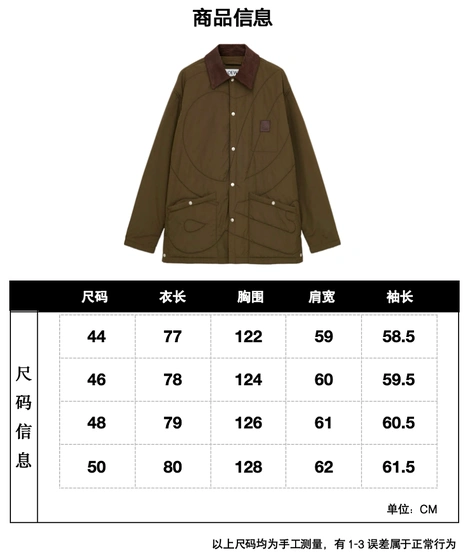 商品信息
尺码 衣长 胸围 肩宽 袖长
尺码信息
44 77 122 59 58.5
46 78 124 60 59.5
48 79 126 61 60.5
50 80 128 62 61.5
单位：CM
以上尺码均为手工测量，有 1-3 误差属于正常行为